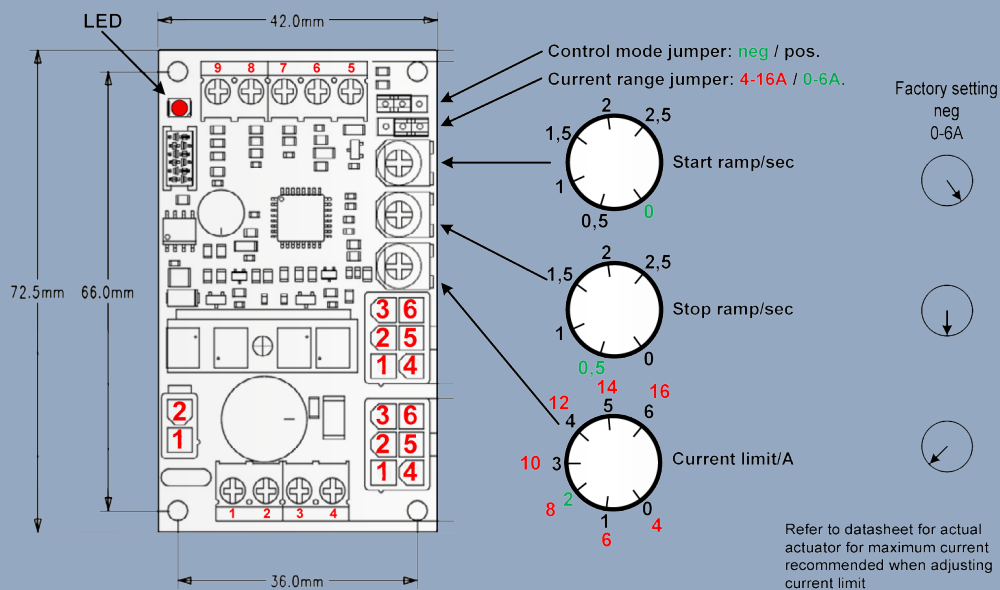 LED
42.0mm
9 8 7 6 5
Control mode jumper: neg / pos.
Current range jumper: 4-16A / 0-6A.
Factory setting
neg
0-6A
2
1,5 2,5
1 Start ramp/sec
0,5 0
2
1,5 2,5
1 Stop ramp/sec
0,5 0
72.5mm 66.0mm
3 6
2 5
1 4
2
1
3 6
2 5
1 4
14
12 16
5
4 6
10 3 Current limit/A
2
8 0
1 4
6
1 2 3 4
36.0mm
Refer to datasheet for actual
actuator for maximum current
recommended when adjusting
current limit